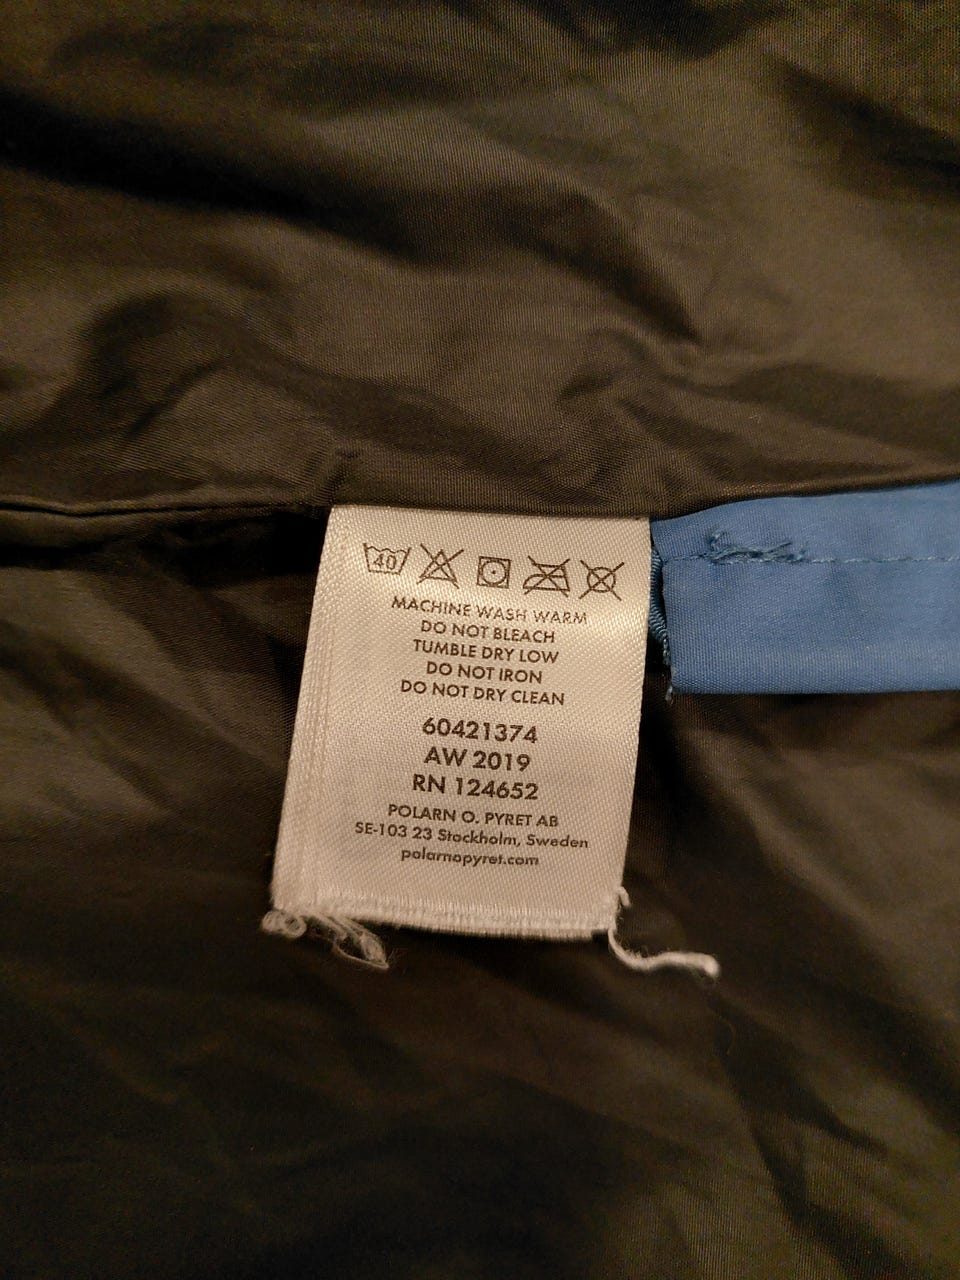 40
MACHINE WASH WARM
DO NOT BLEACH
TUMBLE DRY LOW
DO NOT IRON
DO NOT DRY CLEAN
60421374
AW 2019
RN 124652
POLARN O. PYRET AB
SE-103 23 Stockholm, Sweden
polarnopyret.com